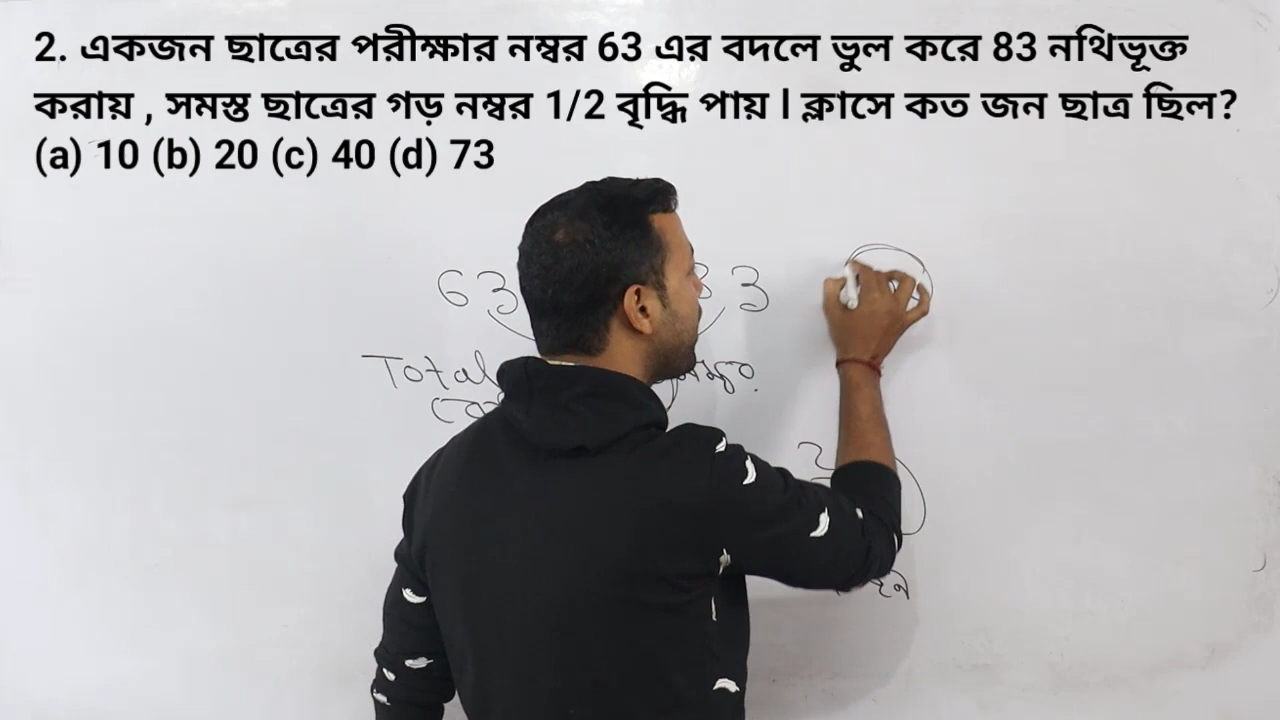 2. একজন ছাত্রের পরীক্ষার নম্বর 63 এর বদলে ভুল করে 83 নথিভূক্ত
করায় , সমস্ত ছাত্রের গড় নম্বর 1/2 বৃদ্ধি পায় l ক্লাসে কত জন ছাত্র ছিল?
(a) 10 (b) 20 (c) 40 (d) 73
63
Total